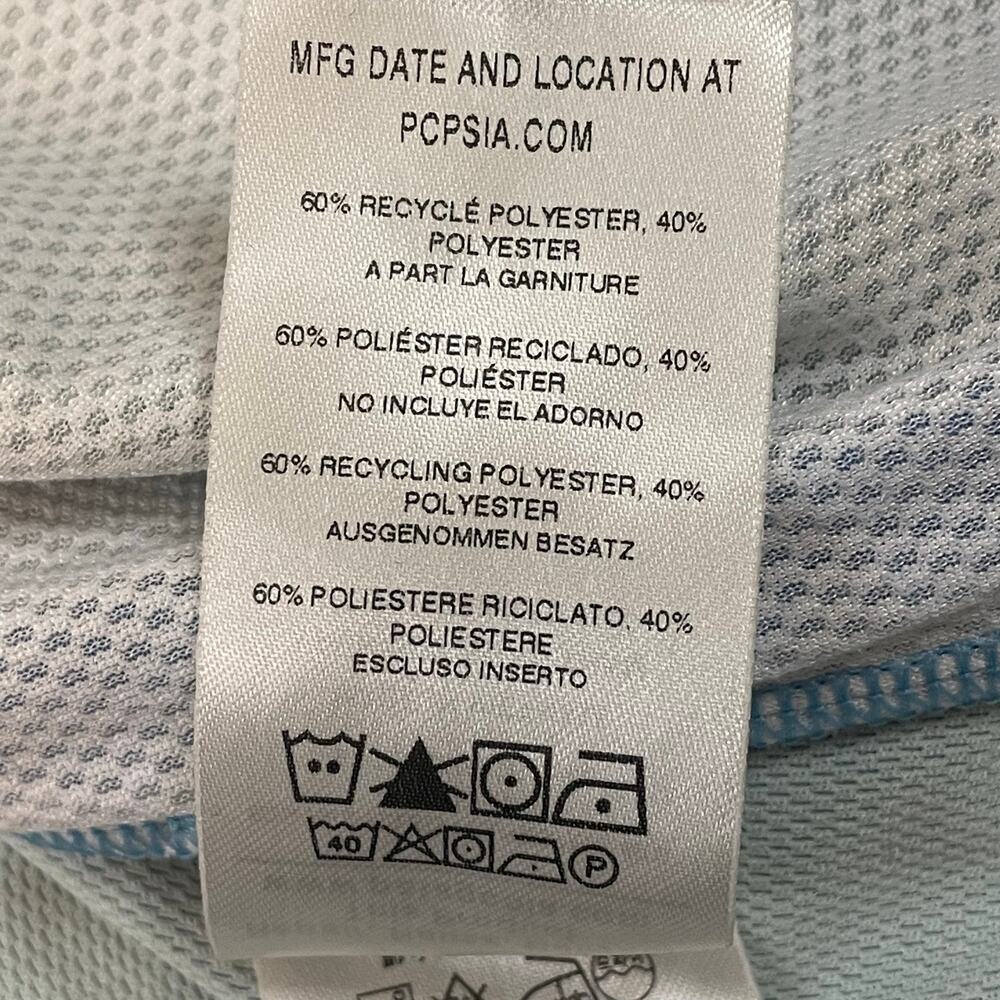 MFG DATE AND LOCATION AT
PCPSIA.COM
60% RECYCLÉ POLYESTER, 40%
POLYESTER
A PART LA GARNITURE
60% POLIÉSTER RECICLADO, 40%
POLIÉSTER
NO INCLUYE EL ADORNO
60% RECYCLING POLYESTER, 40%
POLYESTER
AUSGENOMMEN BESATZ
60% POLIESTERE RICICLATO, 40%
POLIESTERE
ESCLUSO INSERTO
40 P